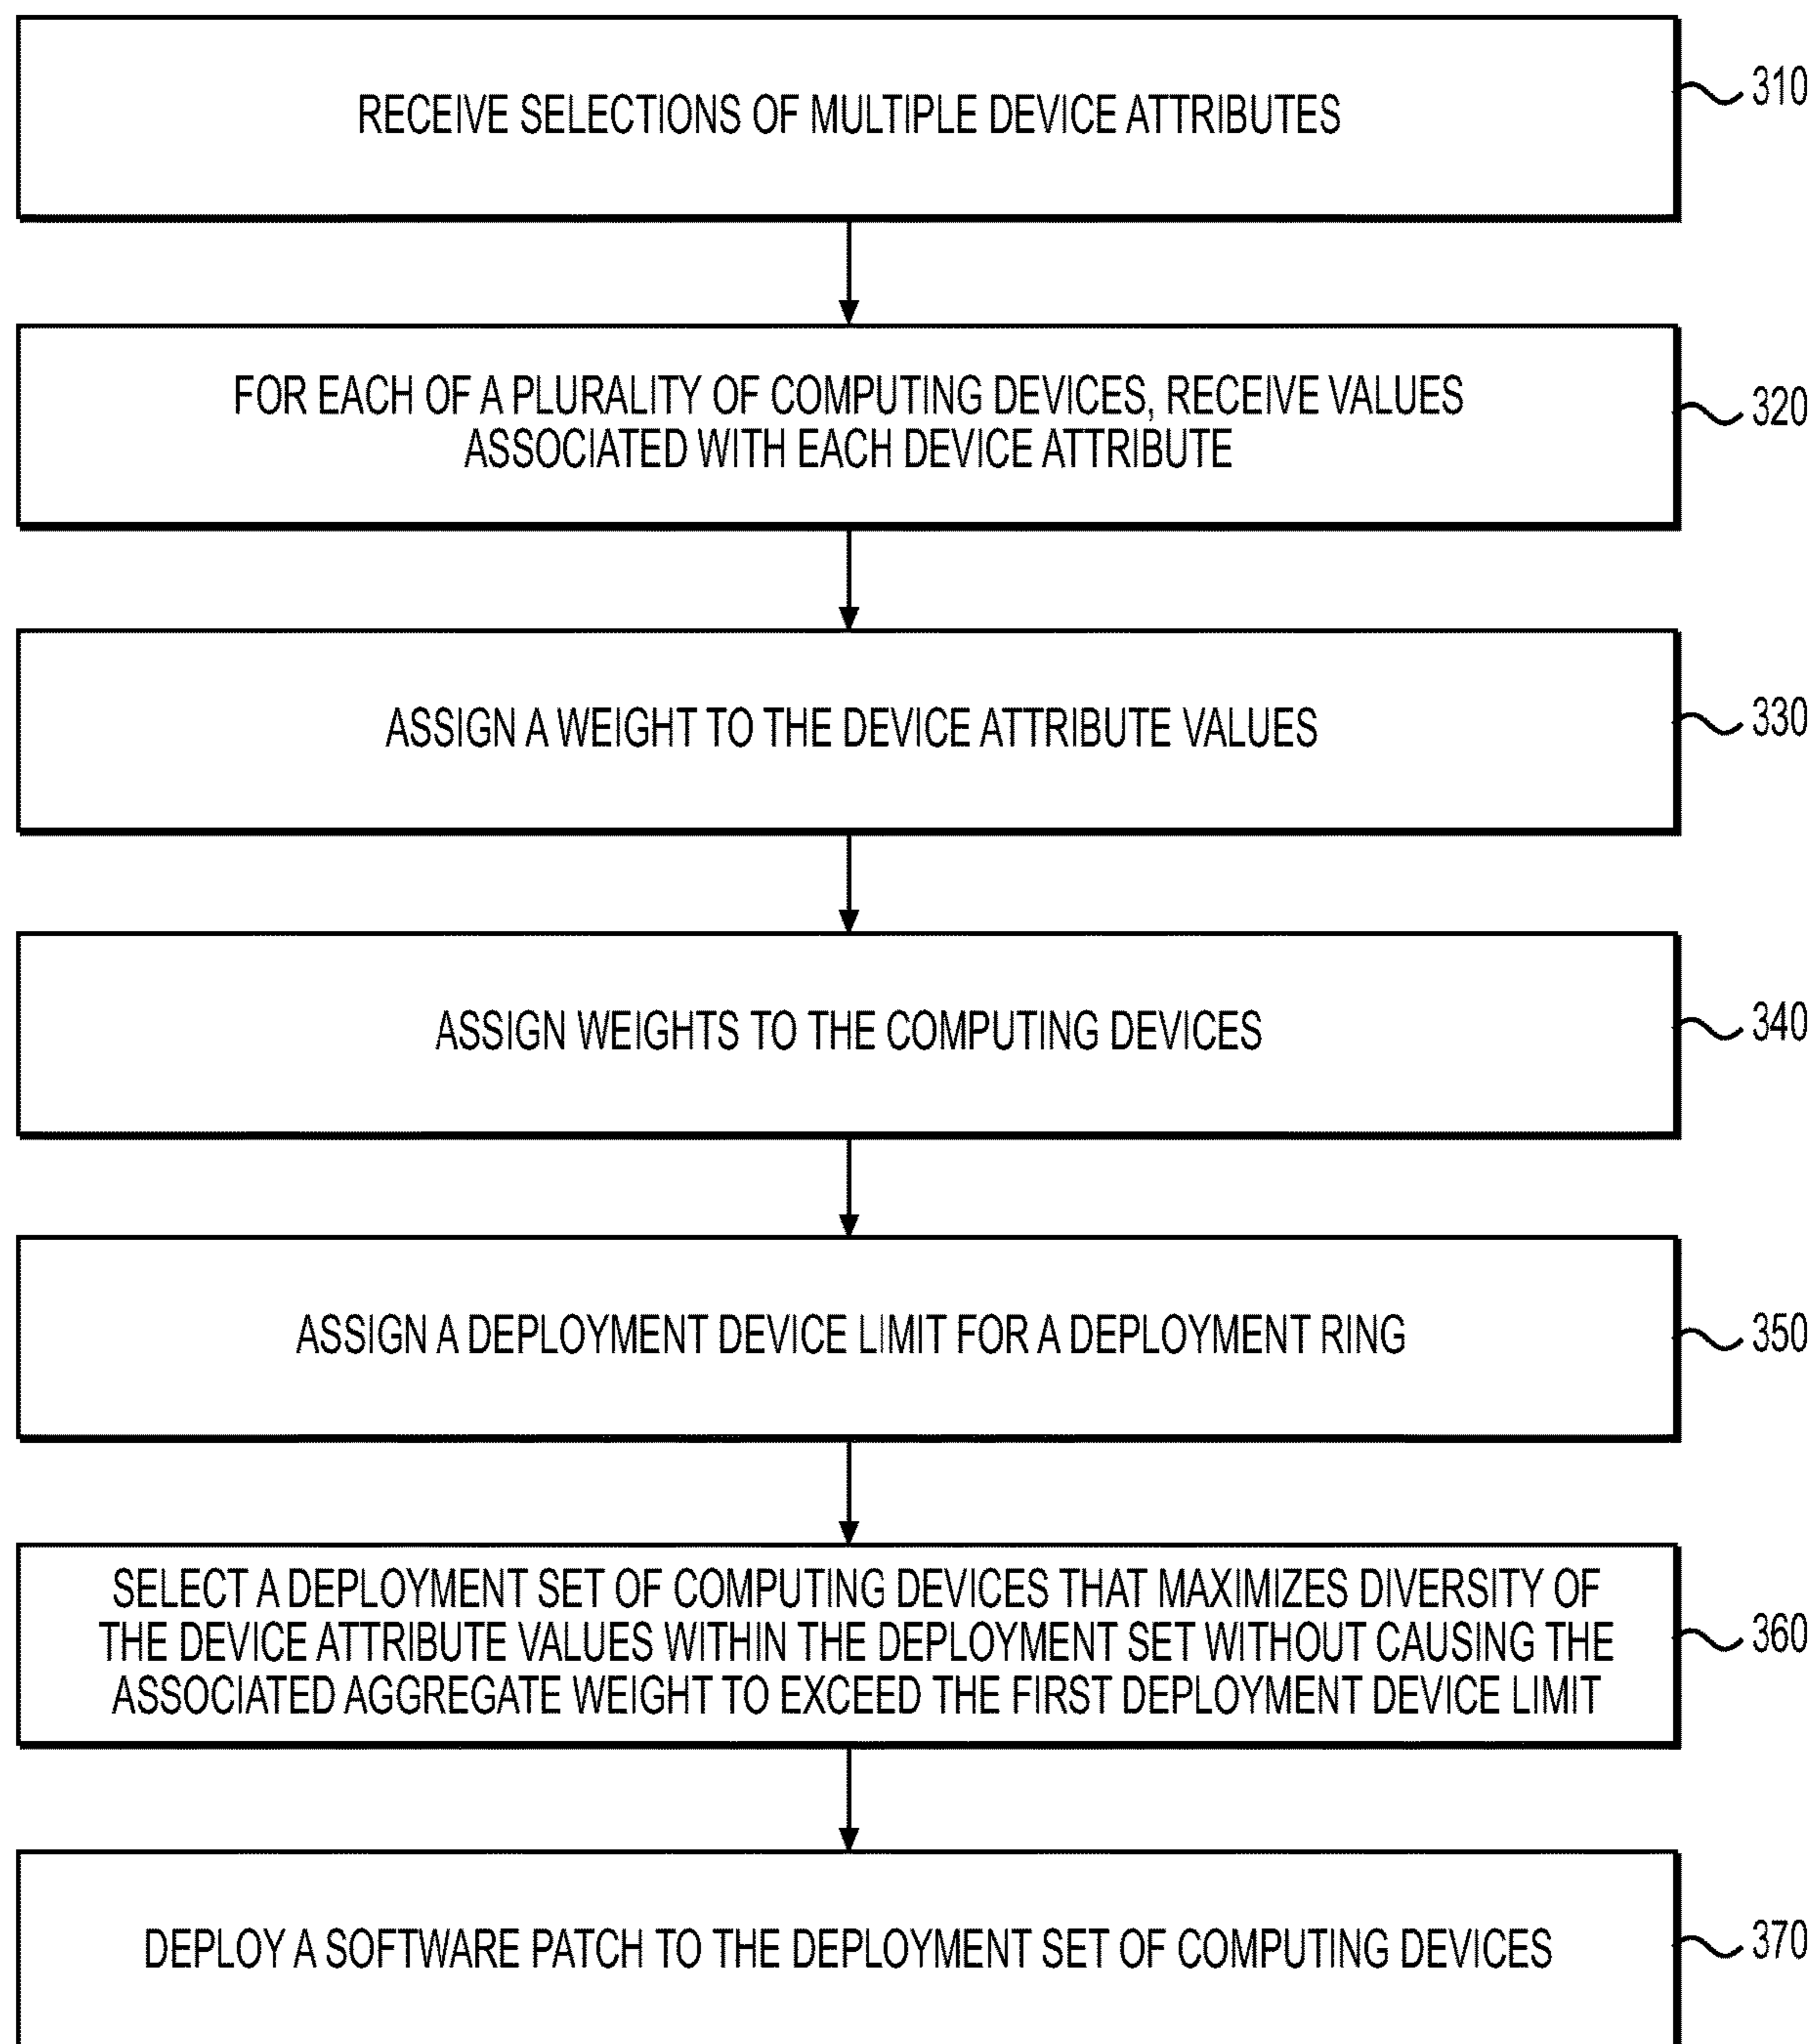 RECEIVE SELECTIONS OF MULTIPLE DEVICE ATTRIBUTES
310
FOR EACH OF A PLURALITY OF COMPUTING DEVICES, RECEIVE VALUES
ASSOCIATED WITH EACH DEVICE ATTRIBUTE
320
ASSIGN A WEIGHT TO THE DEVICE ATTRIBUTE VALUES
330
ASSIGN WEIGHTS TO THE COMPUTING DEVICES
340
ASSIGN A DEPLOYMENT DEVICE LIMIT FOR A DEPLOYMENT RING
350
SELECT A DEPLOYMENT SET OF COMPUTING DEVICES THAT MAXIMIZES DIVERSITY OF
THE DEVICE ATTRIBUTE VALUES WITHIN THE DEPLOYMENT SET WITHOUT CAUSING THE
ASSOCIATED AGGREGATE WEIGHT TO EXCEED THE FIRST DEPLOYMENT DEVICE LIMIT
360
DEPLOY A SOFTWARE PATCH TO THE DEPLOYMENT SET OF COMPUTING DEVICES
370